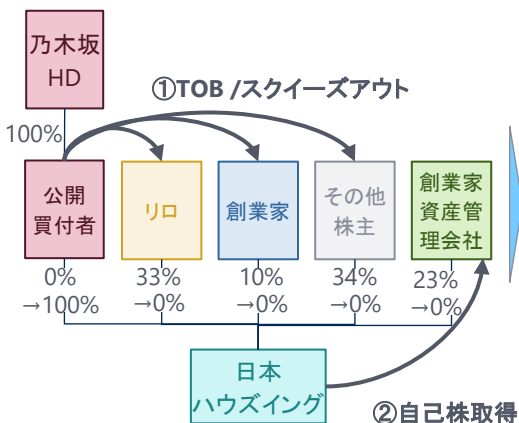 乃木坂
HD
①TOB /スクイーズアウト
100%
公開
買付者
リロ
創業家
その他
株主
創業家
資産管
理会社
0%
→100%
33%
→0%
10%
→0%
34%
→0%
23%
→0%
日本
ハウズイング
②自己株取得